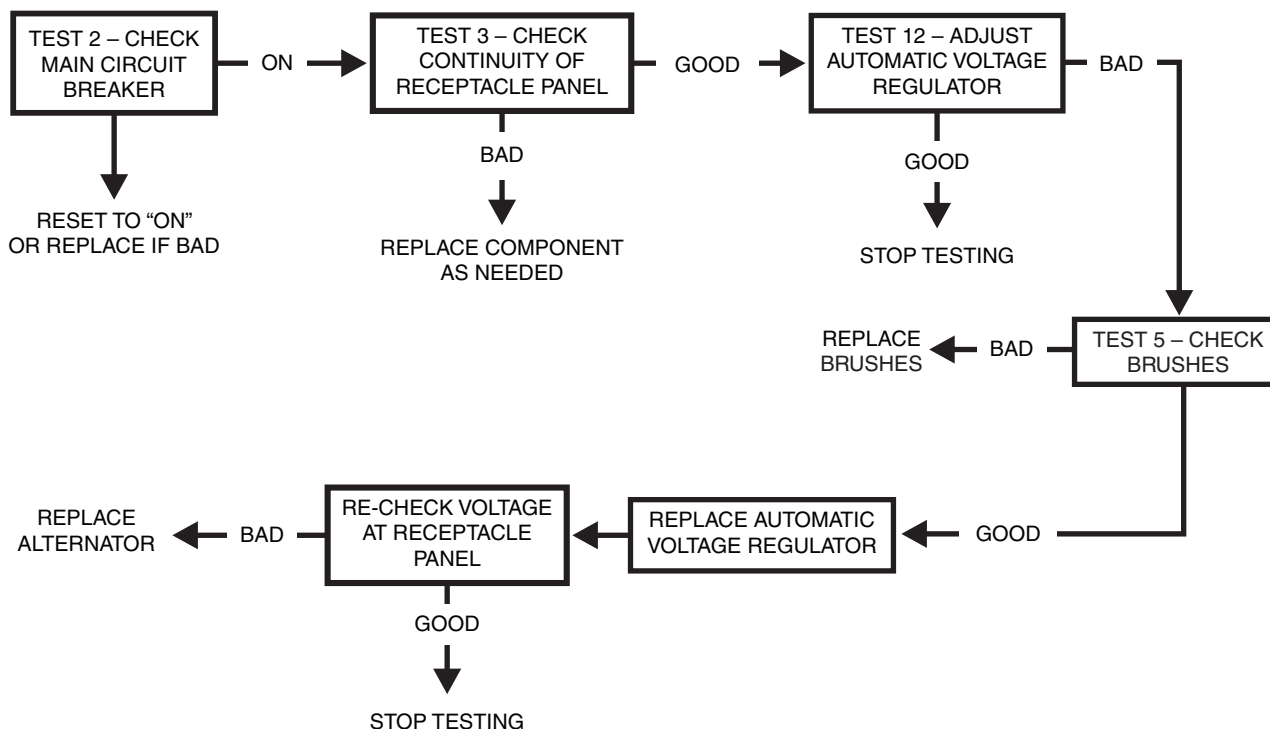 TEST 2 – CHECK
MAIN CIRCUIT
BREAKER
ON
TEST 3 – CHECK
CONTINUITY OF
RECEPTACLE PANEL
GOOD
TEST 12 – ADJUST
AUTOMATIC VOLTAGE
REGULATOR
BAD
RESET TO “ON”
OR REPLACE IF BAD
BAD
REPLACE COMPONENT
AS NEEDED
GOOD
STOP TESTING
TEST 5 – CHECK
BRUSHES
BAD
REPLACE
BRUSHES
GOOD
REPLACE AUTOMATIC
VOLTAGE REGULATOR
RE-CHECK VOLTAGE
AT RECEPTACLE
PANEL
BAD
REPLACE
ALTERNATOR
GOOD
STOP TESTING